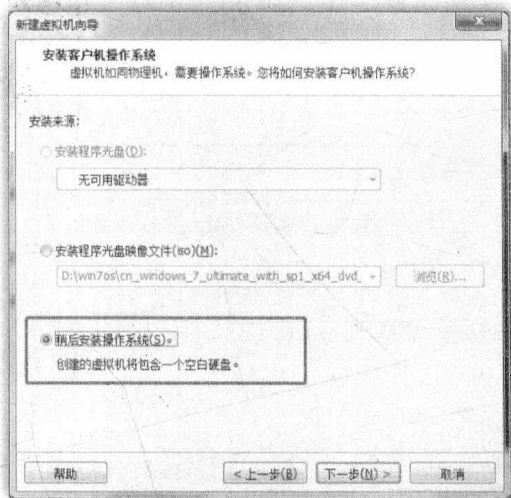 新建虚拟机向导
安装客户机操作系统
虚拟机如同物理机，需要操作系统。您将如何安装客户机操作系统？
安装来源：
安装程序光盘(D)：
无可用驱动器
安装程序光盘映像文件(iso)(M)：
D:\win7os\cn_windows_7_ultimate_with_sp1_x64_dvd_
浏览(R)...
稍后安装操作系统(S)。
创建的虚拟机将包含一个空白硬盘。
帮助
< 上一步(B)
下一步(N) >
取消